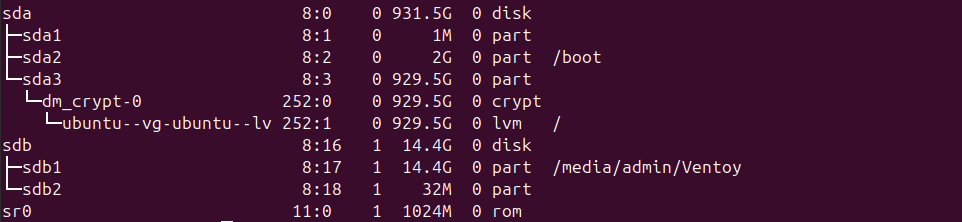 sda                           8:0    0 931.5G  0 disk
├─sda1                        8:1    0     1M  0 part
├─sda2                        8:2    0     2G  0 part  /boot
└─sda3                        8:3    0 929.5G  0 part
  └─dm_crypt-0              252:0    0 929.5G  0 crypt
    └─ubuntu--vg-ubuntu--lv 252:1    0 929.5G  0 lvm   /
sdb                           8:16   1  14.4G  0 disk
├─sdb1                        8:17   1  14.4G  0 part  /media/admin/Ventoy
├─sdb2                        8:18   1    32M  0 part
sr0                          11:0    1  1024M  0 rom